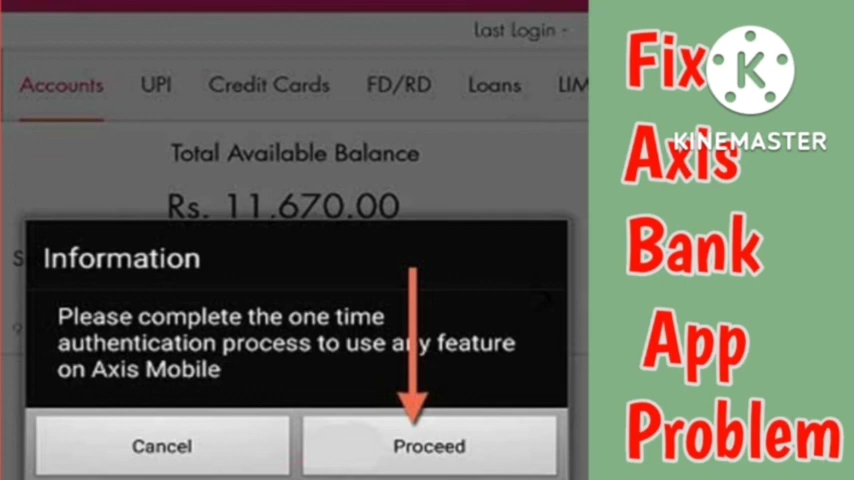 Last Login -
Accounts UPI Credit Cards FD/RD Loans LIM
Total Available Balance
Rs. 11,670.00
S
Information
Please complete the one time
authentication process to use any feature
on Axis Mobile
Cancel Proceed
Fix
K
KINEMASTER
Axis
Bank
App
Problem